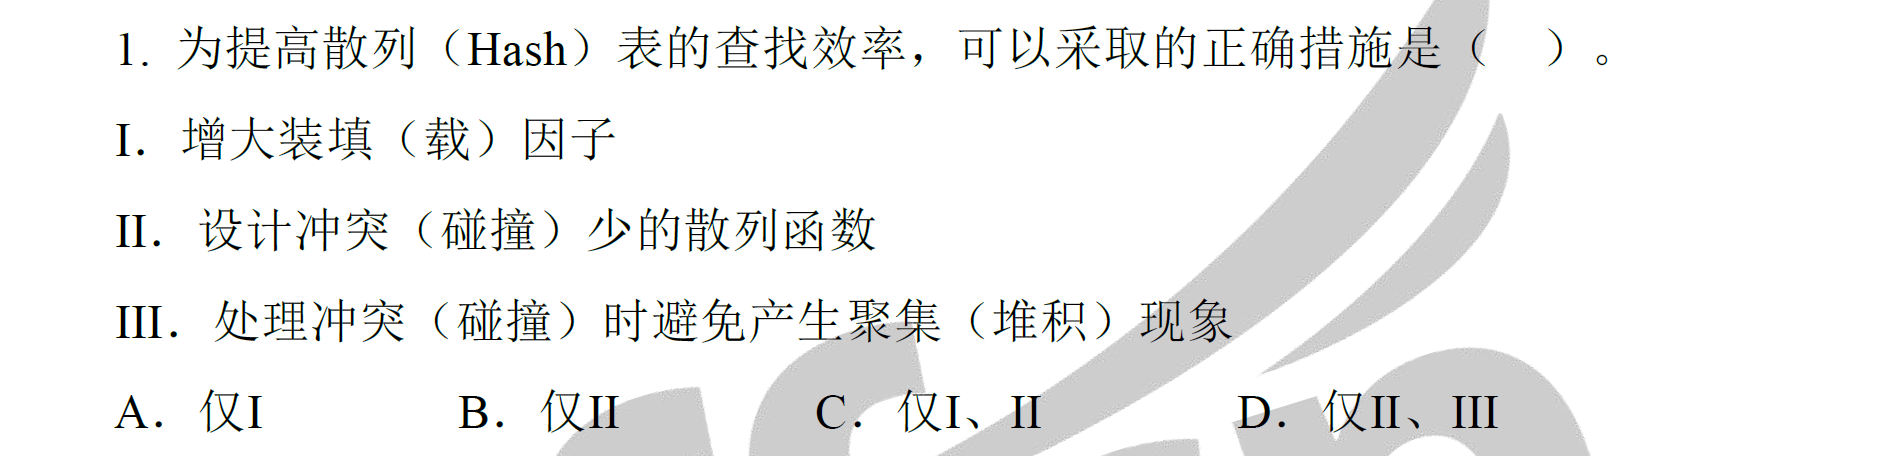 1. 为提高散列（Hash）表的查找效率，可以采取的正确措施是（ ）。
I. 增大装填（载）因子
II. 设计冲突（碰撞）少的散列函数
III. 处理冲突（碰撞）时避免产生聚集（堆积）现象
A. 仅I B. 仅II C. 仅I、II D. 仅II、III